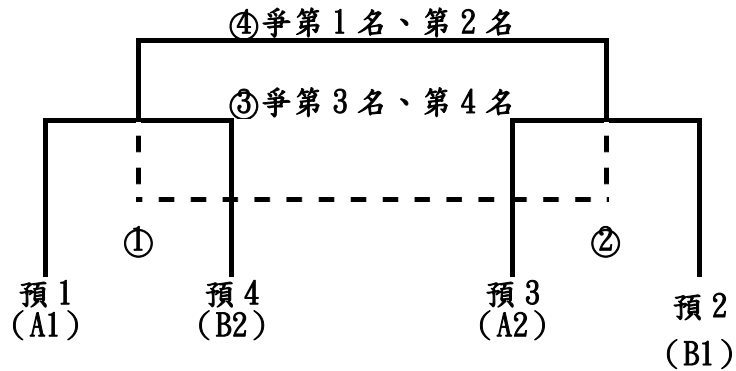 ④爭第 1 名、第 2 名
③爭第 3 名、第 4 名
①
②
預 1
(A1)
預 4
(B2)
預 3
(A2)
預 2
(B1)